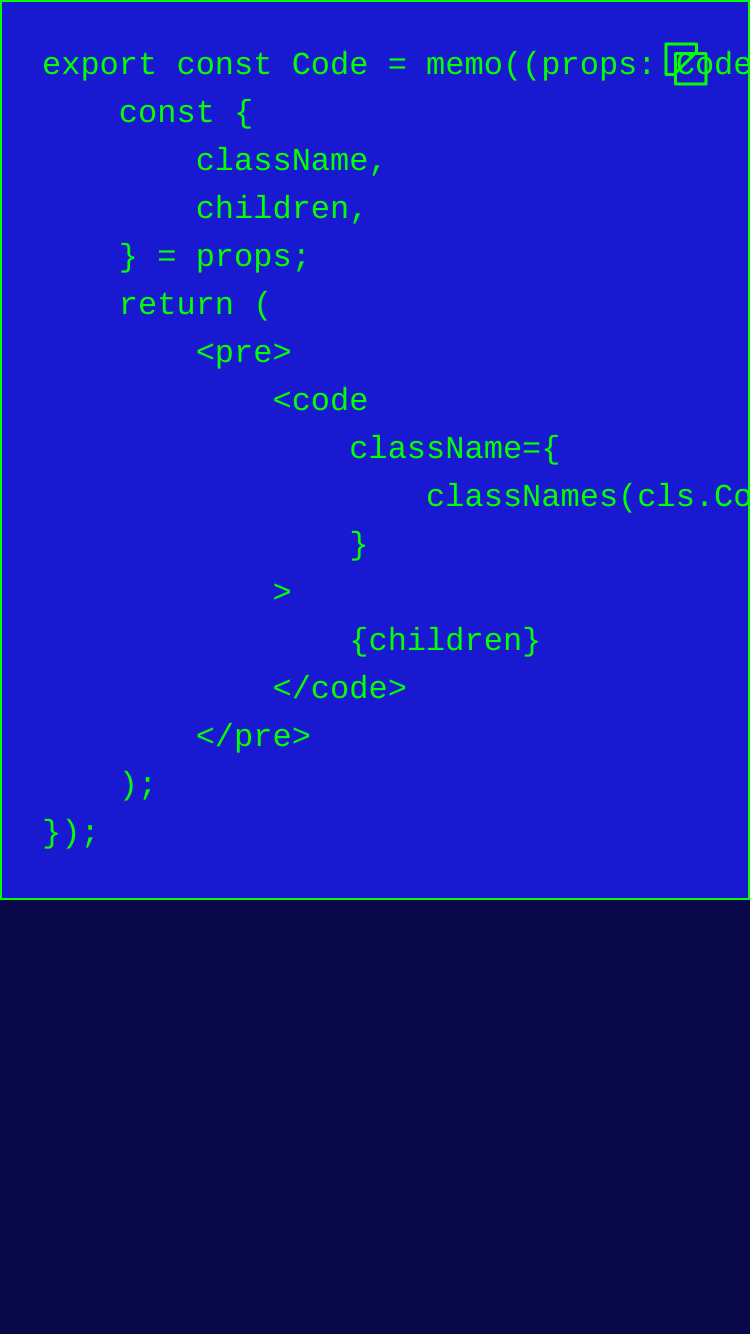 export const Code = memo((props: Code
    const {
        className,
        children,
    } = props;
    return (
        <pre>
            <code
                className={
                    classNames(cls.Co
                }
            >
                {children}
            </code>
        </pre>
    );
});